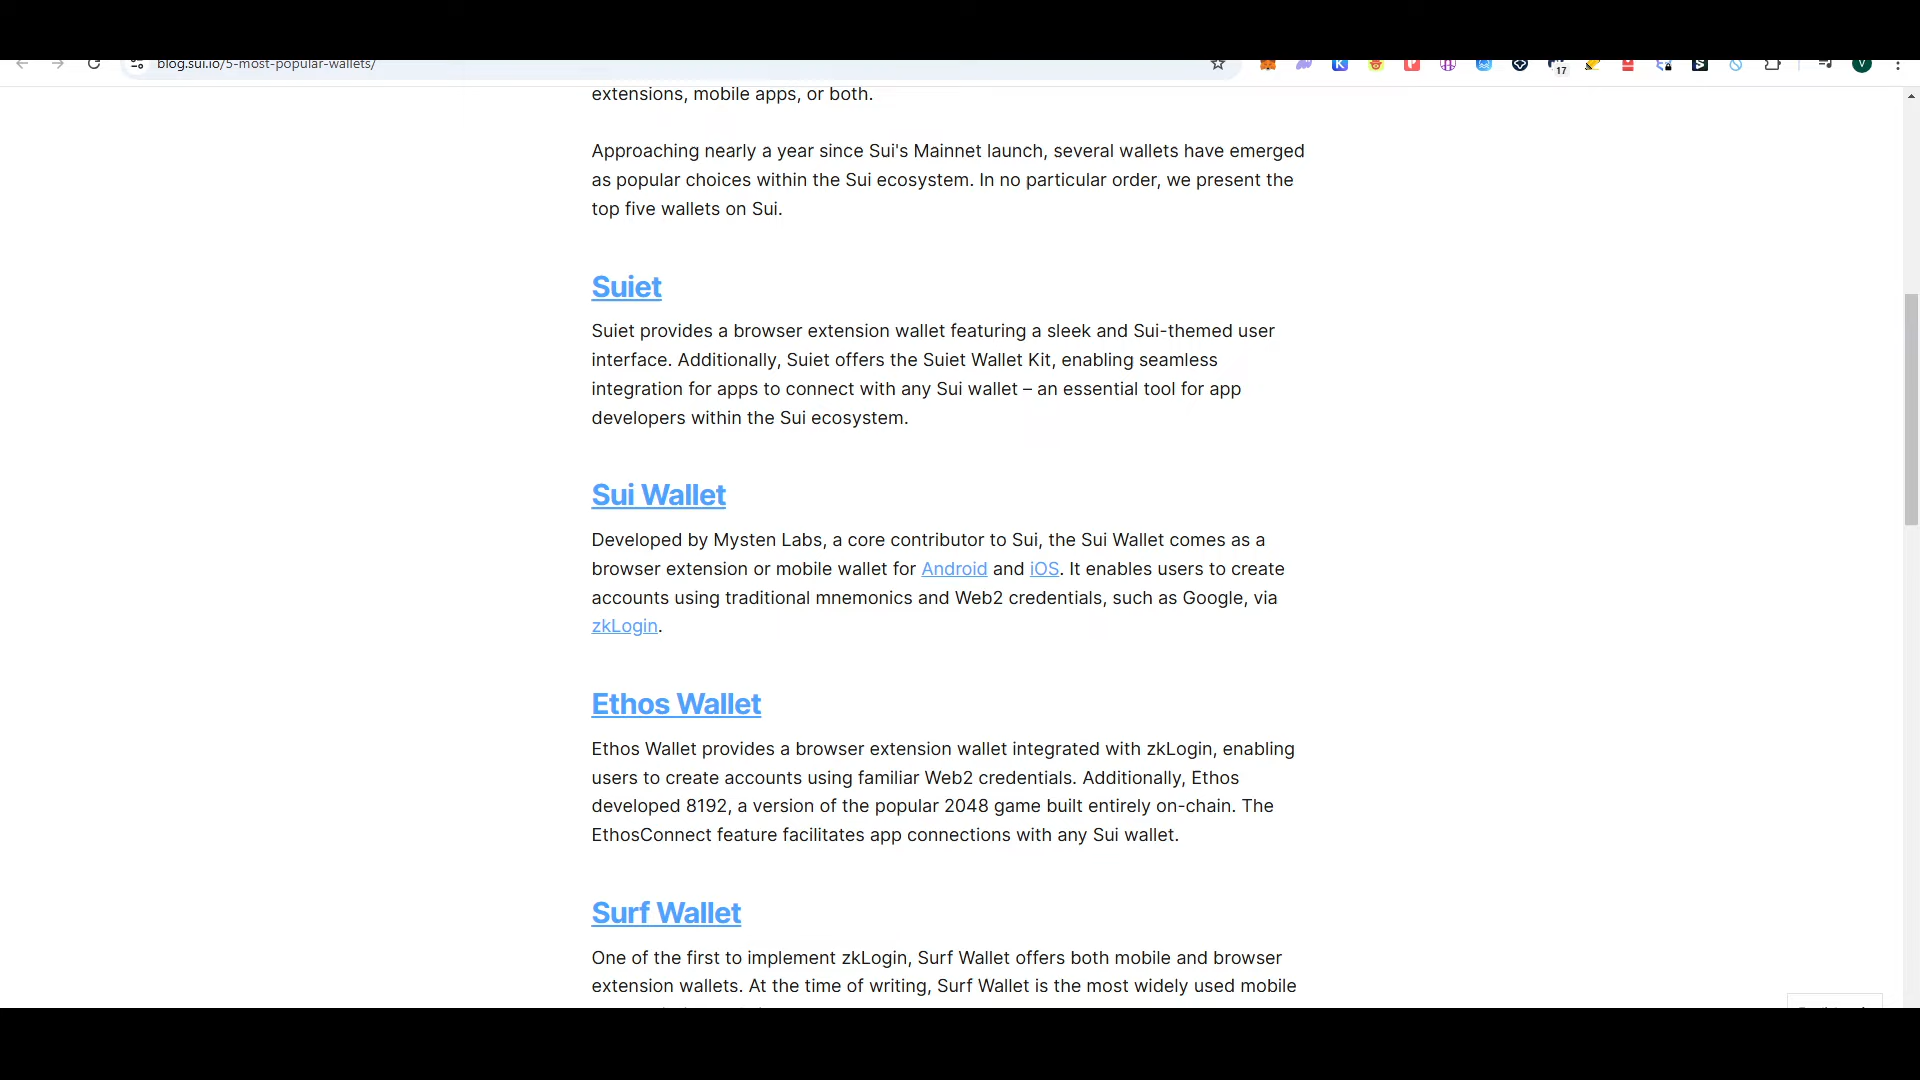 blog.sui.io/5-most-popular-wallets/
17
V
extensions, mobile apps, or both.
Approaching nearly a year since Sui's Mainnet launch, several wallets have emerged
as popular choices within the Sui ecosystem. In no particular order, we present the
top five wallets on Sui.
Suiet
Suiet provides a browser extension wallet featuring a sleek and Sui-themed user
interface. Additionally, Suiet offers the Suiet Wallet Kit, enabling seamless
integration for apps to connect with any Sui wallet – an essential tool for app
developers within the Sui ecosystem.
Sui Wallet
Developed by Mysten Labs, a core contributor to Sui, the Sui Wallet comes as a
browser extension or mobile wallet for Android and iOS. It enables users to create
accounts using traditional mnemonics and Web2 credentials, such as Google, via
zkLogin.
Ethos Wallet
Ethos Wallet provides a browser extension wallet integrated with zkLogin, enabling
users to create accounts using familiar Web2 credentials. Additionally, Ethos
developed 8192, a version of the popular 2048 game built entirely on-chain. The
EthosConnect feature facilitates app connections with any Sui wallet.
Surf Wallet
One of the first to implement zkLogin, Surf Wallet offers both mobile and browser
extension wallets. At the time of writing, Surf Wallet is the most widely used mobile